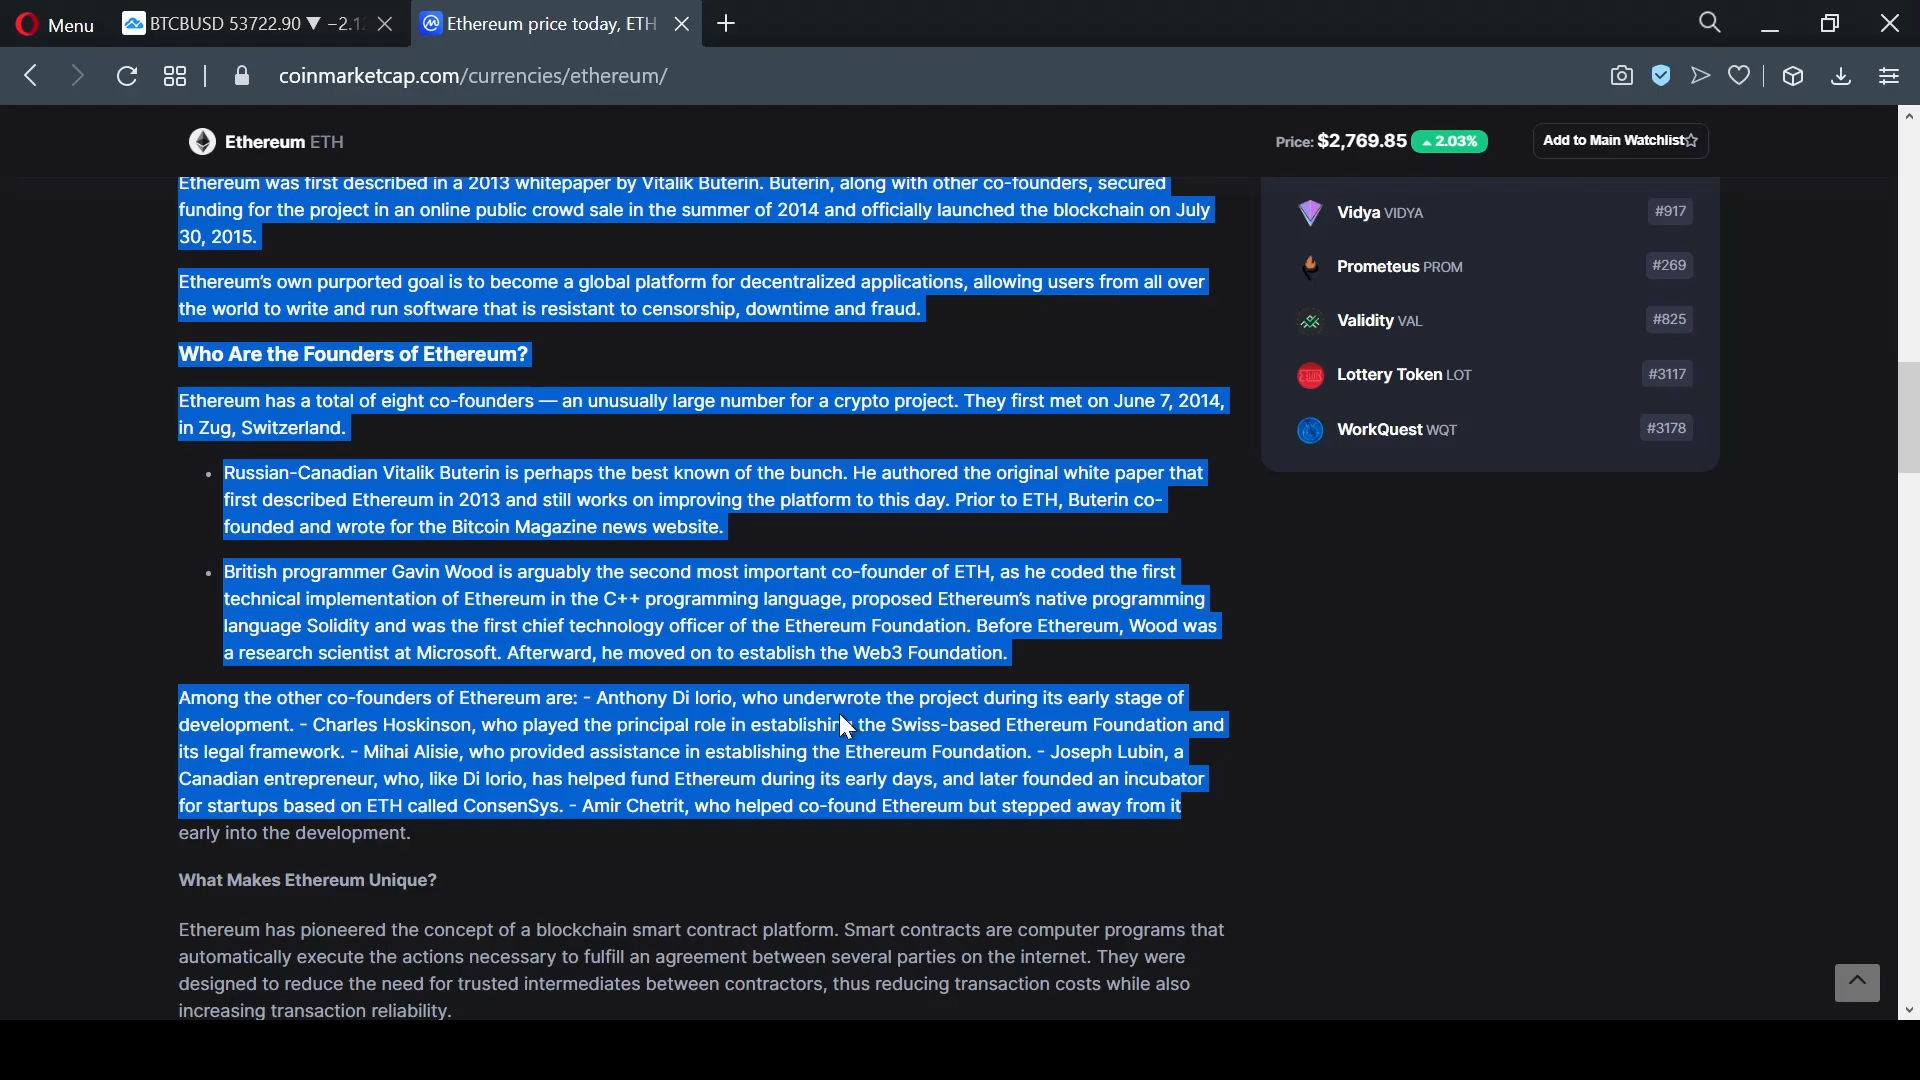 Menu
BTCBUSD 53722.90 ▼ −2.1
Ethereum price today, ETH
coinmarketcap.com/currencies/ethereum/
Ethereum ETH
Price: $2,769.85 2.03%
Add to Main Watchlist
Ethereum was first described in a 2013 whitepaper by Vitalik Buterin. Buterin, along with other co-founders, secured
funding for the project in an online public crowd sale in the summer of 2014 and officially launched the blockchain on July
30, 2015.
Ethereum's own purported goal is to become a global platform for decentralized applications, allowing users from all over
the world to write and run software that is resistant to censorship, downtime and fraud.
Who Are the Founders of Ethereum?
Ethereum has a total of eight co-founders — an unusually large number for a crypto project. They first met on June 7, 2014,
in Zug, Switzerland.
• Russian-Canadian Vitalik Buterin is perhaps the best known of the bunch. He authored the original white paper that
first described Ethereum in 2013 and still works on improving the platform to this day. Prior to ETH, Buterin co-
founded and wrote for the Bitcoin Magazine news website.
• British programmer Gavin Wood is arguably the second most important co-founder of ETH, as he coded the first
technical implementation of Ethereum in the C++ programming language, proposed Ethereum's native programming
language Solidity and was the first chief technology officer of the Ethereum Foundation. Before Ethereum, Wood was
a research scientist at Microsoft. Afterward, he moved on to establish the Web3 Foundation.
Among the other co-founders of Ethereum are: - Anthony Di Iorio, who underwrote the project during its early stage of
development. - Charles Hoskinson, who played the principal role in establishing the Swiss-based Ethereum Foundation and
its legal framework. - Mihai Alisie, who provided assistance in establishing the Ethereum Foundation. - Joseph Lubin, a
Canadian entrepreneur, who, like Di Iorio, has helped fund Ethereum during its early days, and later founded an incubator
for startups based on ETH called ConsenSys. - Amir Chetrit, who helped co-found Ethereum but stepped away from it
early into the development.
What Makes Ethereum Unique?
Ethereum has pioneered the concept of a blockchain smart contract platform. Smart contracts are computer programs that
automatically execute the actions necessary to fulfill an agreement between several parties on the internet. They were
designed to reduce the need for trusted intermediates between contractors, thus reducing transaction costs while also
increasing transaction reliability.
Vidya VIDYA #917
Prometeus PROM #269
Validity VAL #825
Lottery Token LOT #3117
WorkQuest WQT #3178